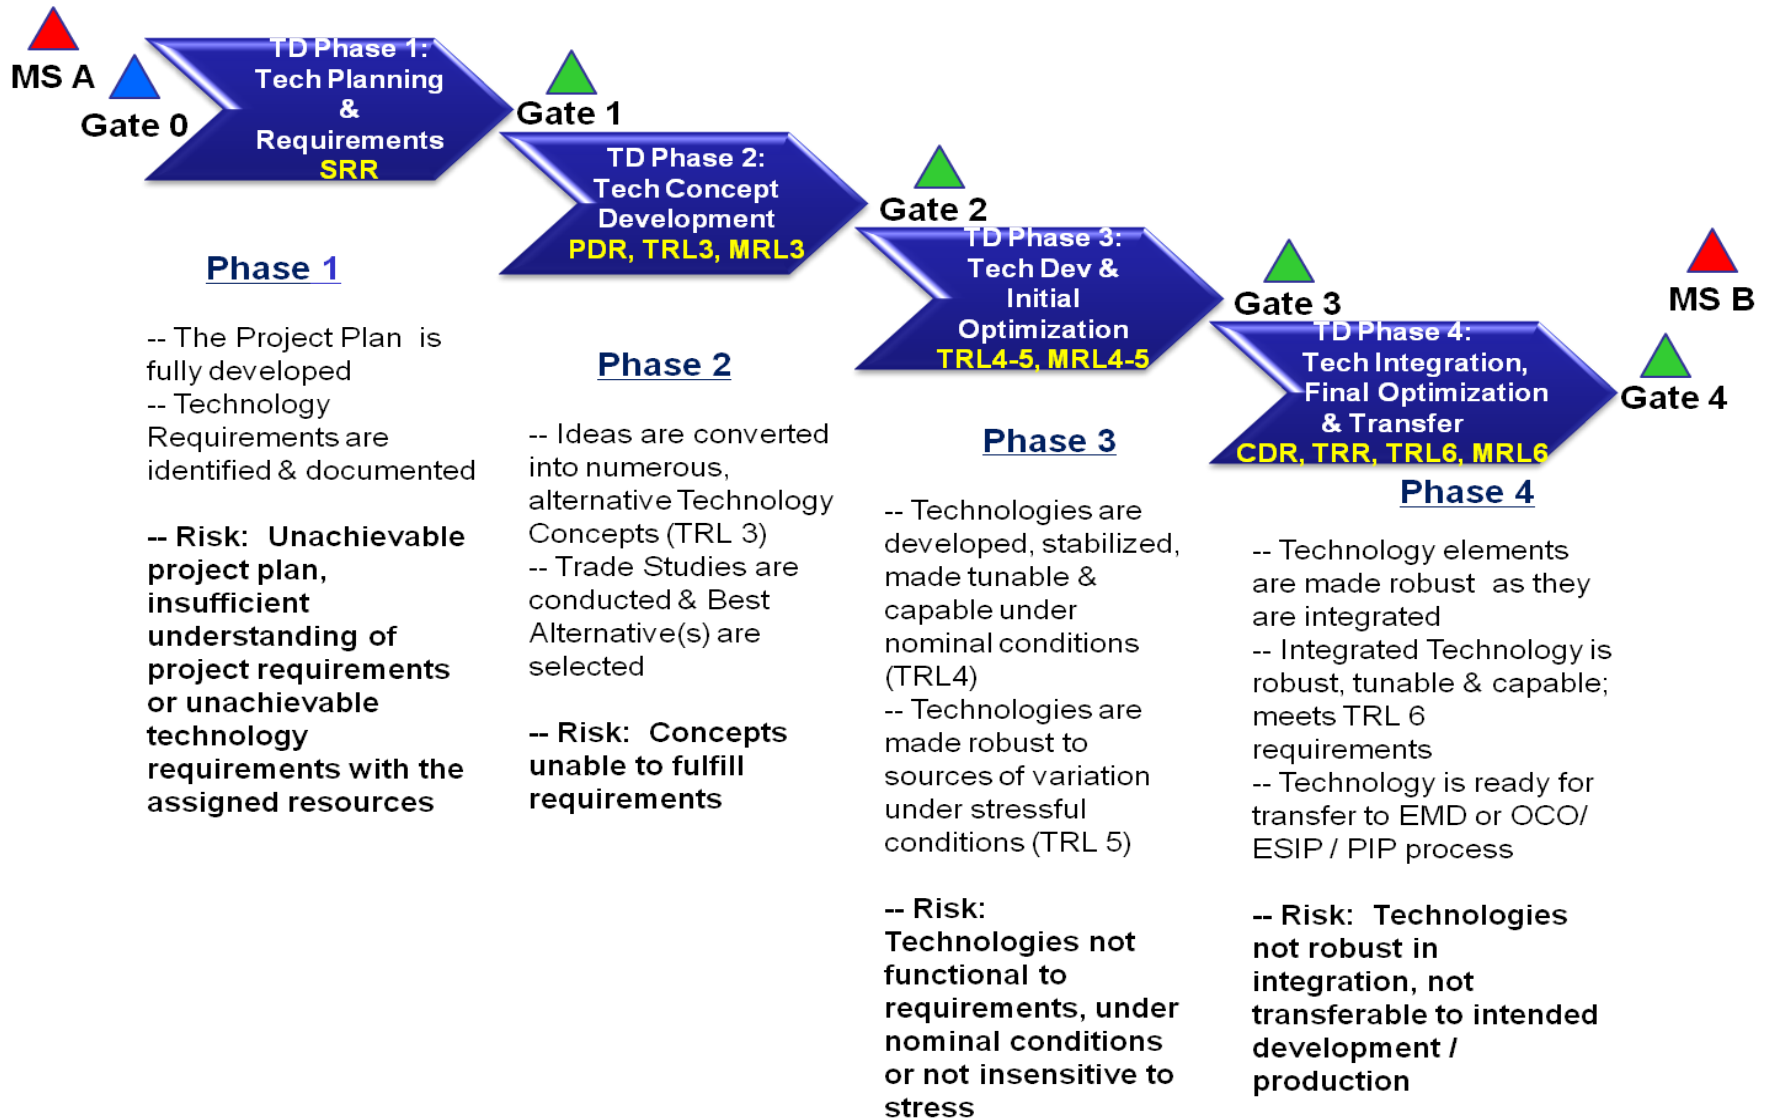 MS A
Gate 0
TD Phase 1:
Tech Planning
&
Requirements
SRR
Gate 1
TD Phase 2:
Tech Concept
Development
PDR, TRL3, MRL3
Gate 2
TD Phase 3:
Tech Dev &
Initial
Optimization
TRL4-5, MRL4-5
Gate 3
TD Phase 4:
Tech Integration,
Final Optimization
& Transfer
CDR, TRR, TRL6, MRL6
MS B
Gate 4
Phase 1
-- The Project Plan is
fully developed
-- Technology
Requirements are
identified & documented
-- Risk: Unachievable
project plan,
insufficient
understanding of
project requirements
or unachievable
technology
requirements with the
assigned resources
Phase 2
-- Ideas are converted
into numerous,
alternative Technology
Concepts (TRL 3)
-- Trade Studies are
conducted & Best
Alternative(s) are
selected
-- Risk: Concepts
unable to fulfill
requirements
Phase 3
-- Technologies are
developed, stabilized,
made tunable &
capable under
nominal conditions
(TRL4)
-- Technologies are
made robust to
sources of variation
under stressful
conditions (TRL 5)
-- Risk:
Technologies not
functional to
requirements, under
nominal conditions
or not insensitive to
stress
Phase 4
-- Technology elements
are made robust as they
are integrated
-- Integrated Technology is
robust, tunable & capable;
meets TRL 6
requirements
-- Technology is ready for
transfer to EMD or OCO/
ESIP / PIP process
-- Risk: Technologies
not robust in
integration, not
transferable to intended
development /
production